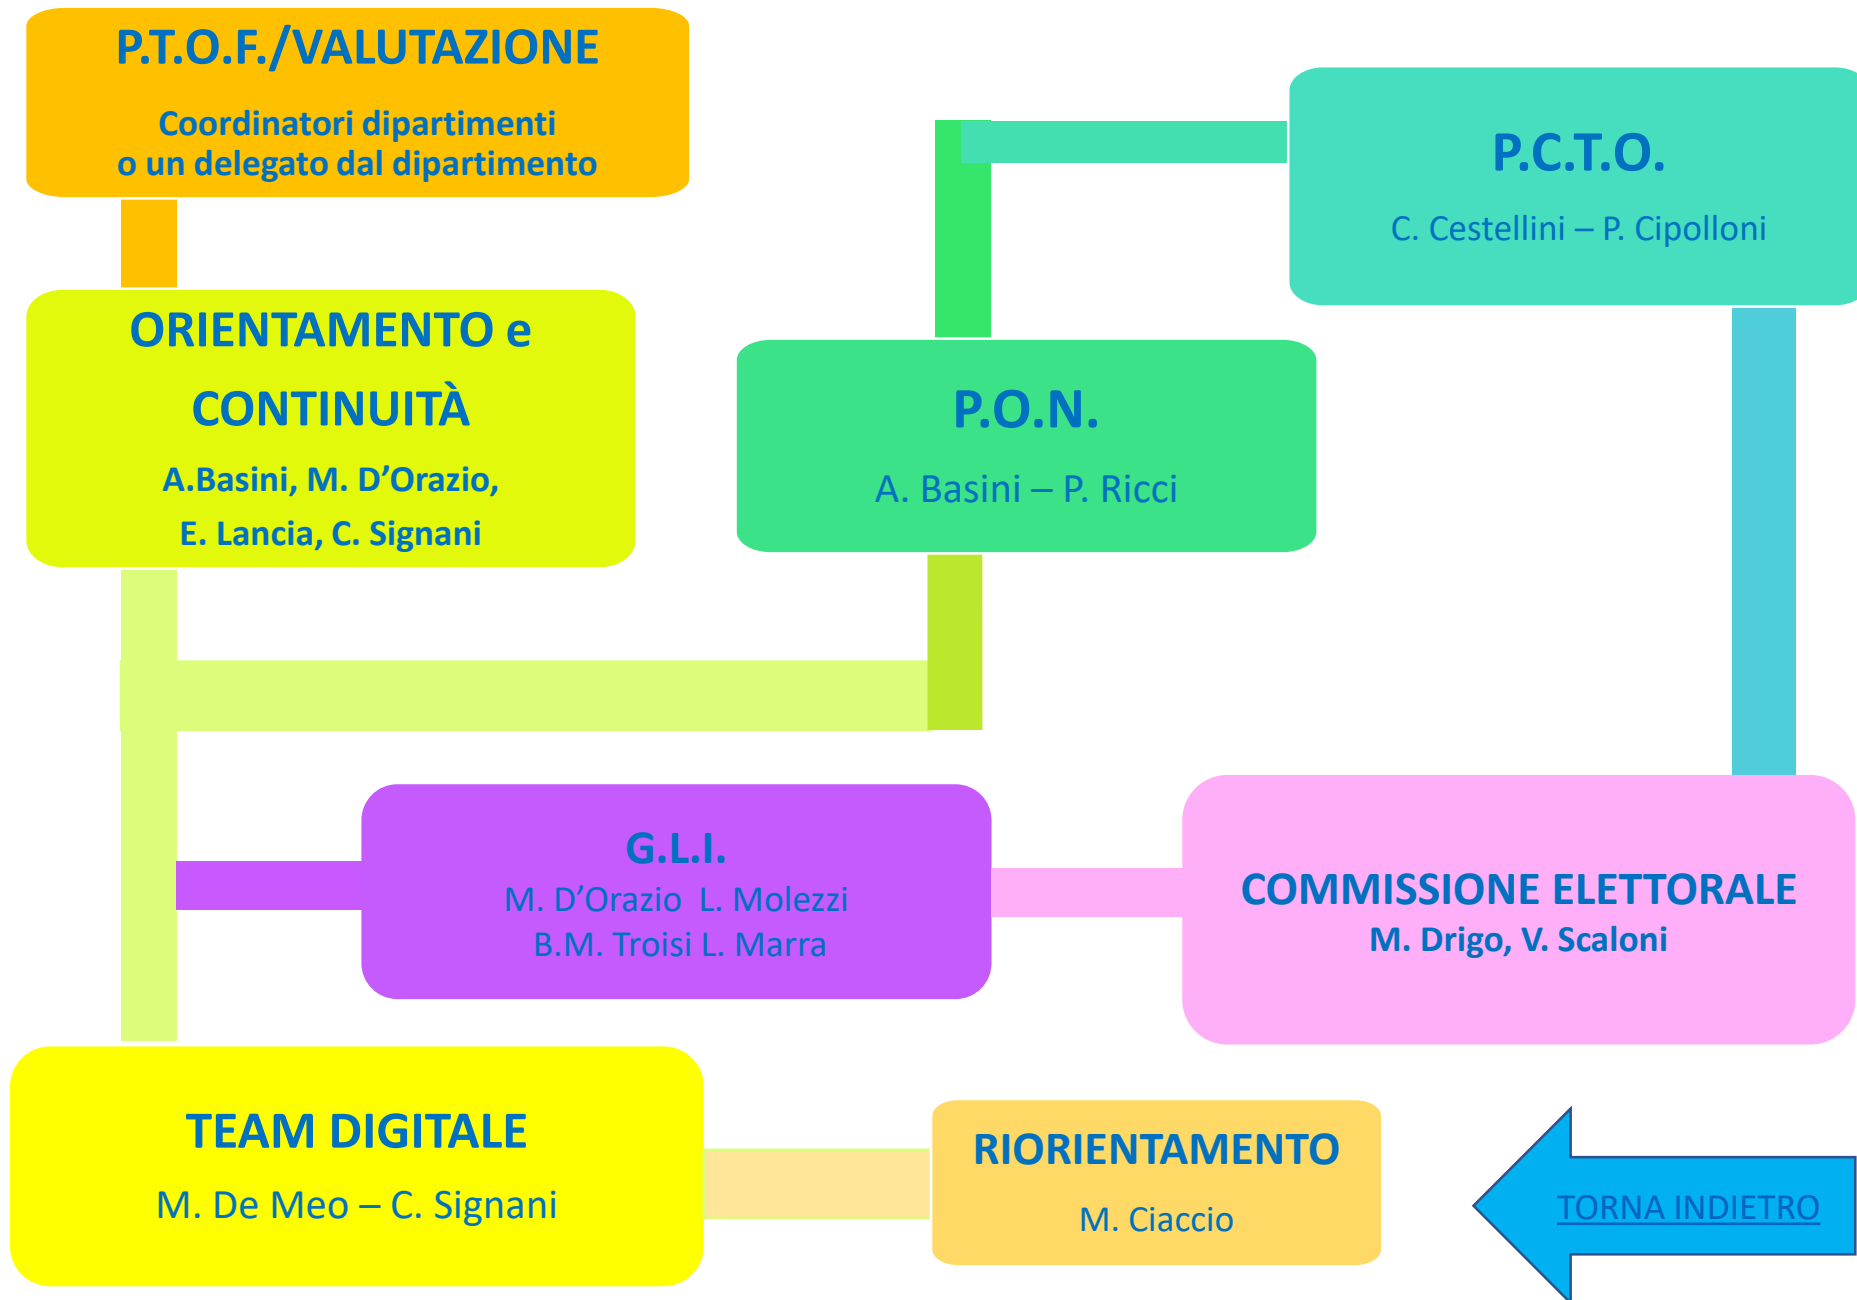 P.T.O.F./VALUTAZIONE
Coordinatori dipartimenti
o un delegato dal dipartimento
P.C.T.O.
C. Cestellini – P. Cipolloni
ORIENTAMENTO e
CONTINUITÀ
A.Basini, M. D’Orazio,
E. Lancia, C. Signani
P.O.N.
A. Basini – P. Ricci
G.L.I.
M. D’Orazio  L. Molezzi
B.M. Troisi L. Marra
COMMISSIONE ELETTORALE
M. Drigo, V. Scaloni
TEAM DIGITALE
M. De Meo – C. Signani
RIORIENTAMENTO
M. Ciaccio
TORNA INDIETRO